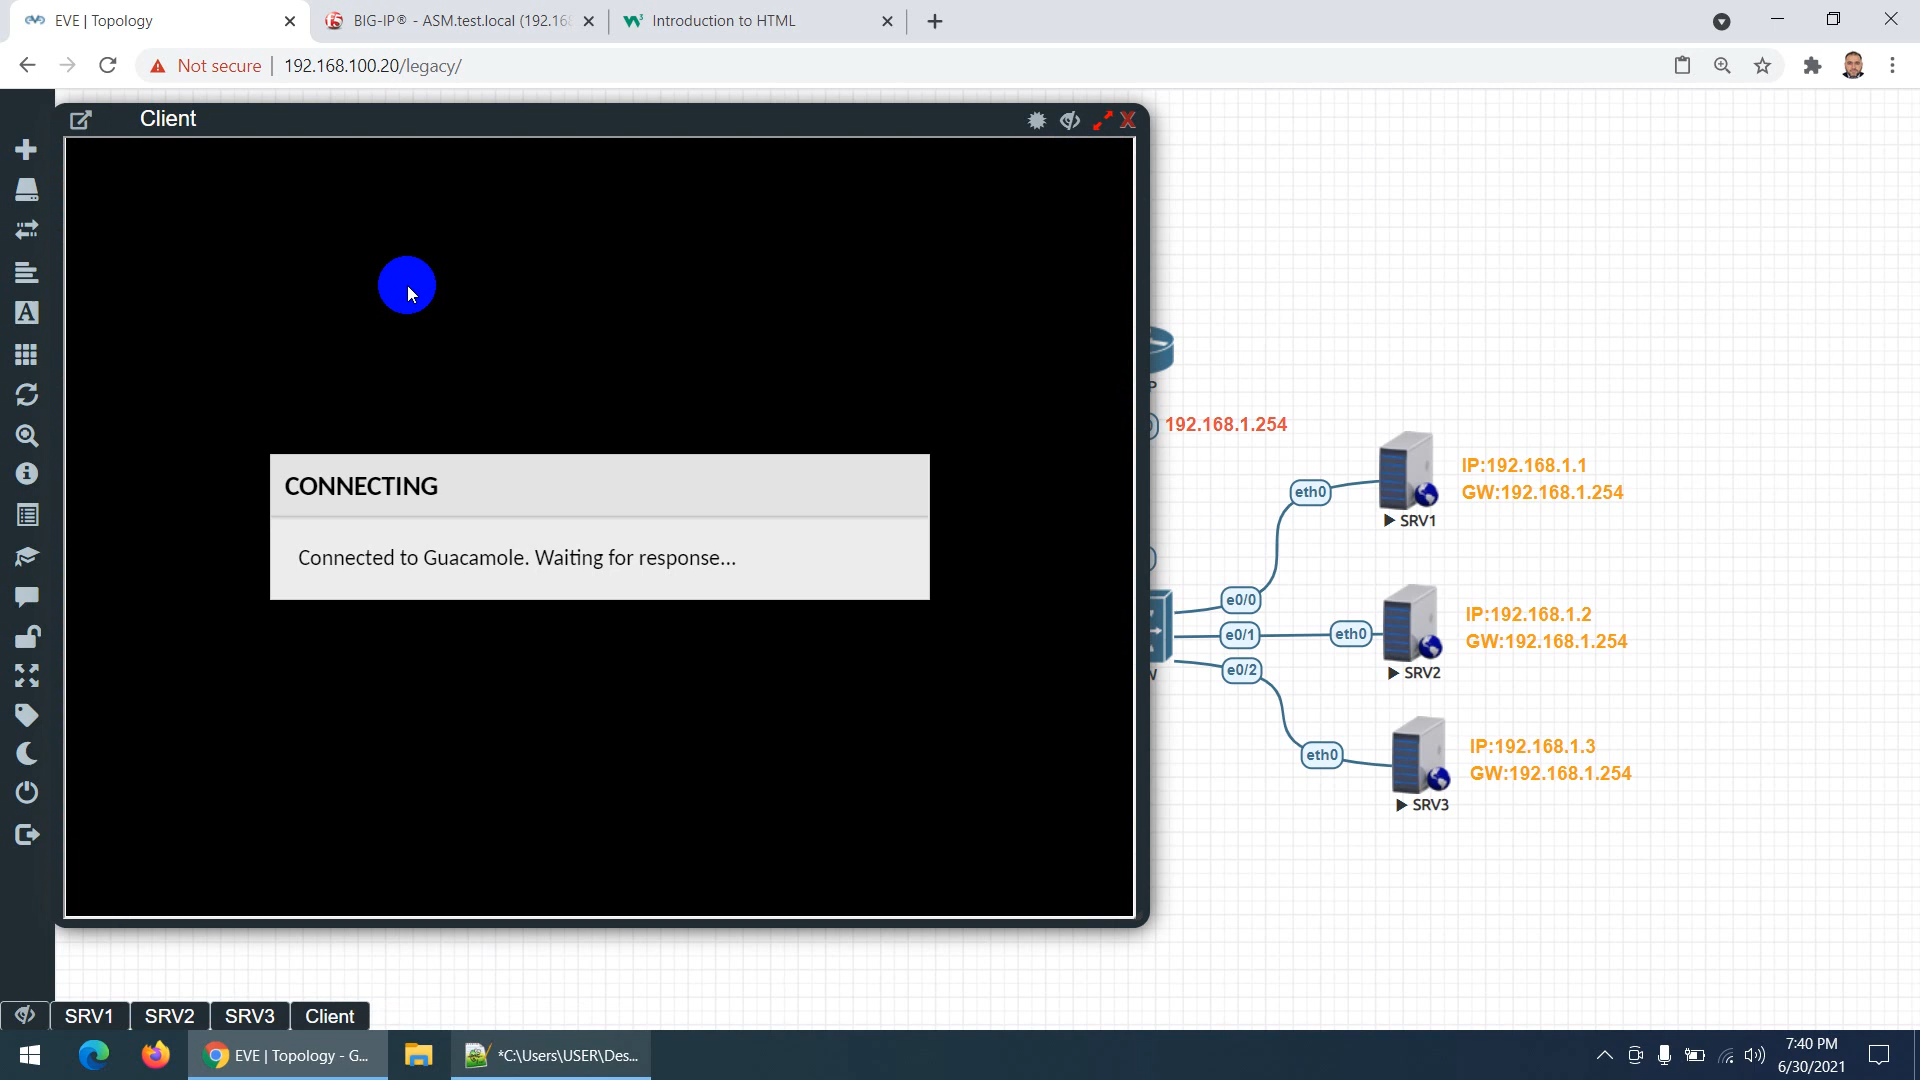 EVE | Topology
BIG-IP® - ASM.test.local (192.168
Introduction to HTML
Not secure
192.168.100.20/legacy/
Client
X
CONNECTING
Connected to Guacamole. Waiting for response...
P
192.168.1.254
IP:192.168.1.1
GW:192.168.1.254
eth0
SRV1
e0/0
IP:192.168.1.2
e0/1
eth0
GW:192.168.1.254
e0/2
SRV2
W
eth0
IP:192.168.1.3
GW:192.168.1.254
SRV3
SRV1
SRV2
SRV3
Client
EVE | Topology - G...
*C:\Users\USER\Des...
7:40 PM
6/30/2021